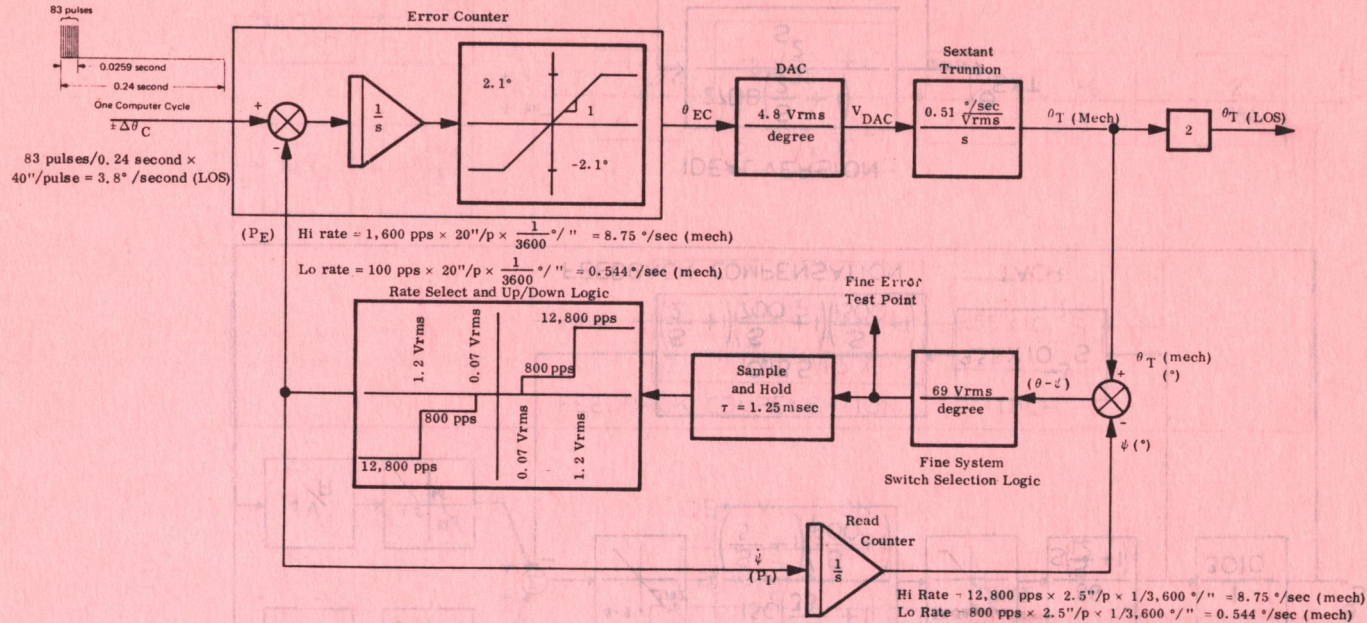 83 pulses
0.0259 second
0.24 second
One Computer Cycle
± Δθ C
83 pulses/0.24 second ×
40"/pulse = 3.8°/second (LOS)
Error Counter
+
-
1
s
2.1°
1
-2.1°
θ EC
DAC
4.8 Vrms
degree
V DAC
Sextant
Trunnion
0.51 °/sec
Vrms
s
θ T (Mech)
2
θ T (LOS)
(P E) Hi rate = 1,600 pps × 20"/p × 1/3600 °/" = 8.75 °/sec (mech)
Lo rate = 100 pps × 20"/p × 1/3600 °/" = 0.544 °/sec (mech)
Rate Select and Up/Down Logic
1.2 Vrms
0.07 Vrms
12,800 pps
800 pps
800 pps
12,800 pps
0.07 Vrms
1.2 Vrms
Sample
and Hold
τ = 1.25 msec
Fine Error
Test Point
69 Vrms
degree
Fine System
Switch Selection Logic
(θ-ψ)
θ T (mech)
(°)
+
-
ψ (°)
ψ̇
(P I)
Read
Counter
1
s
Hi Rate = 12,800 pps × 2.5"/p × 1/3,600 °/" = 8.75 °/sec (mech)
Lo Rate = 800 pps × 2.5"/p × 1/3,600 °/" = 0.544 °/sec (mech)